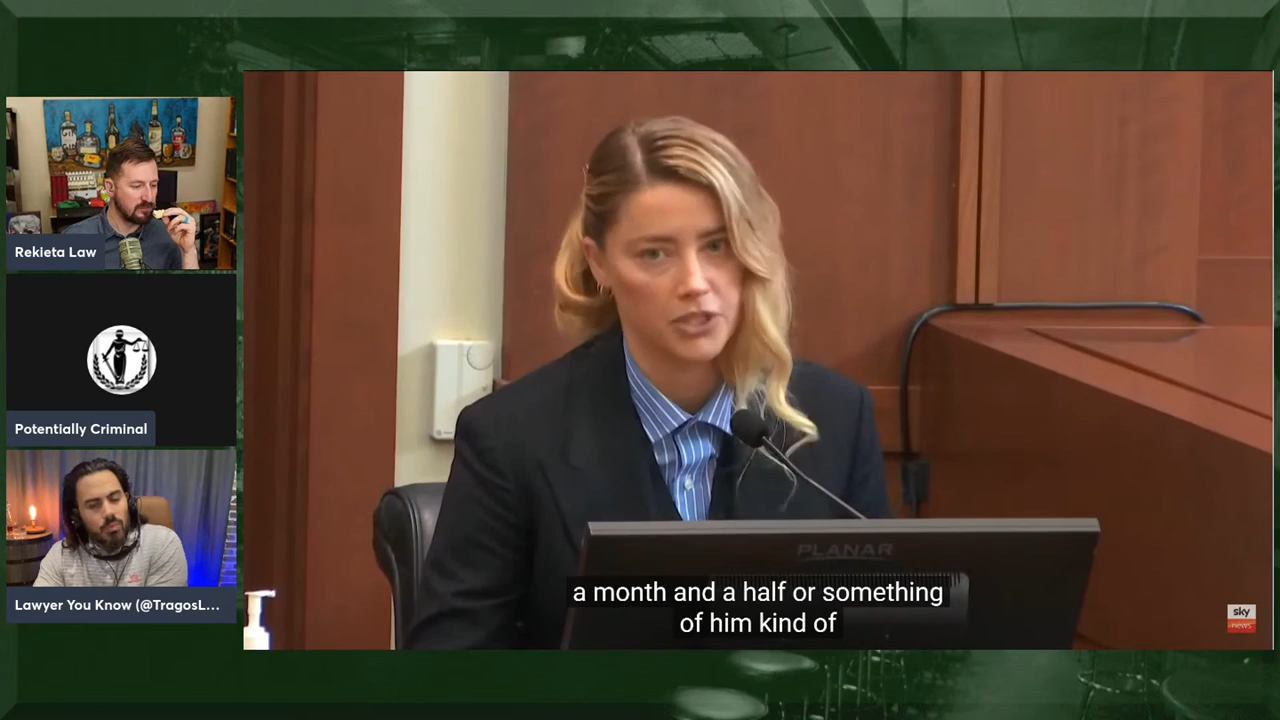 Rekieta Law
Potentially Criminal
Lawyer You Know (@TragosL...
PLANAR
a month and a half or something
of him kind of
sky
news